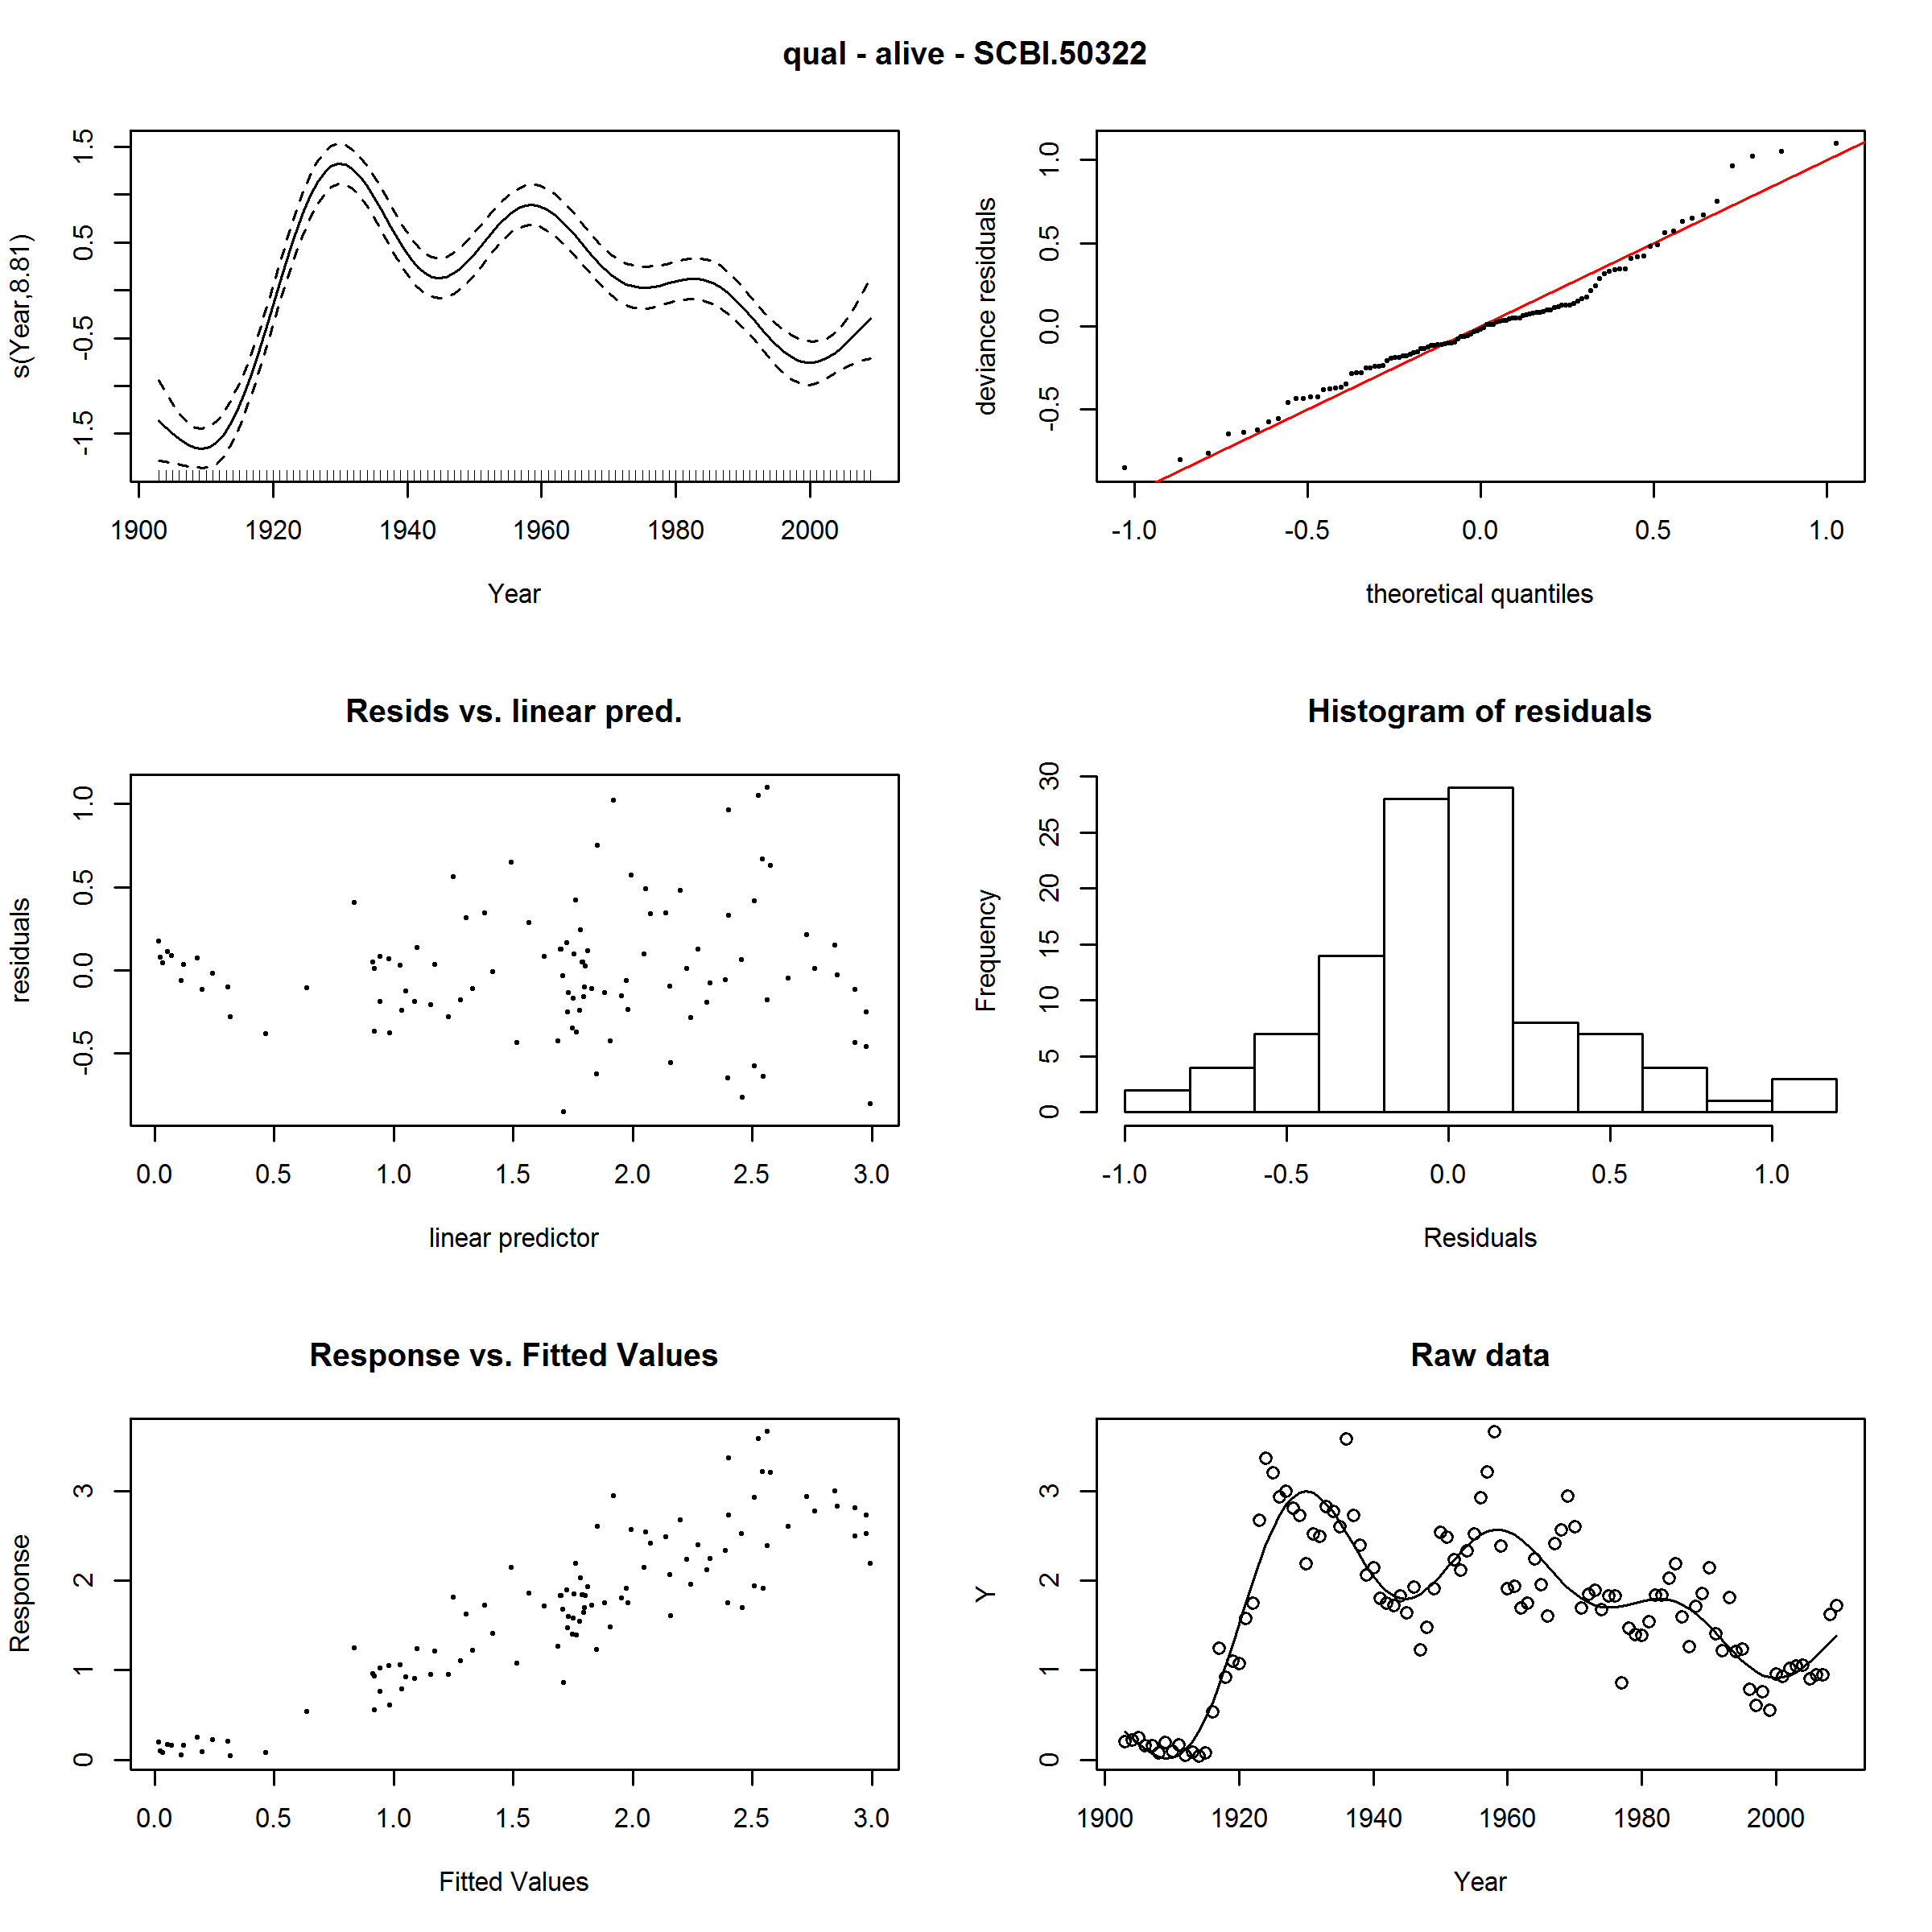 qual - alive - SCBI.50322
s(Year,8.81)
1.5
0.5
-0.5
-1.5
1900 1920 1940 1960 1980 2000
Year
deviance residuals
1.0
0.5
0.0
-0.5
-1.0 -0.5 0.0 0.5 1.0
theoretical quantiles
Resids vs. linear pred.
residuals
1.0
0.5
0.0
-0.5
0.0 0.5 1.0 1.5 2.0 2.5 3.0
linear predictor
Histogram of residuals
Frequency
30
25
20
15
10
5
0
-1.0 -0.5 0.0 0.5 1.0
Residuals
Response vs. Fitted Values
Response
3
2
1
0
0.0 0.5 1.0 1.5 2.0 2.5 3.0
Fitted Values
Raw data
Y
3
2
1
0
1900 1920 1940 1960 1980 2000
Year